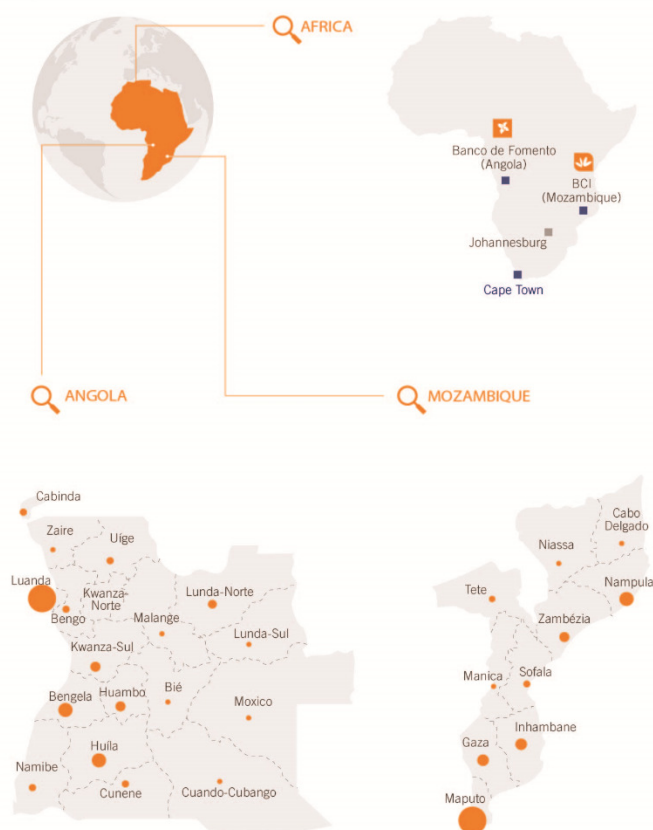 AFRICA
Banco de Fomento
(Angola)
BCI
(Mozambique)
Johannesburg
Cape Town
ANGOLA
MOZAMBIQUE
Cabinda
Zaire
Uíge
Luanda
Kwanza-
Norte
Bengo
Lunda-Norte
Malange
Lunda-Sul
Kwanza-Sul
Bengela
Huambo
Bié
Moxico
Huíla
Namibe
Cunene
Cuando-Cubango
Cabo
Delgado
Niassa
Tete
Nampula
Zambézia
Manica
Sofala
Inhambane
Gaza
Maputo